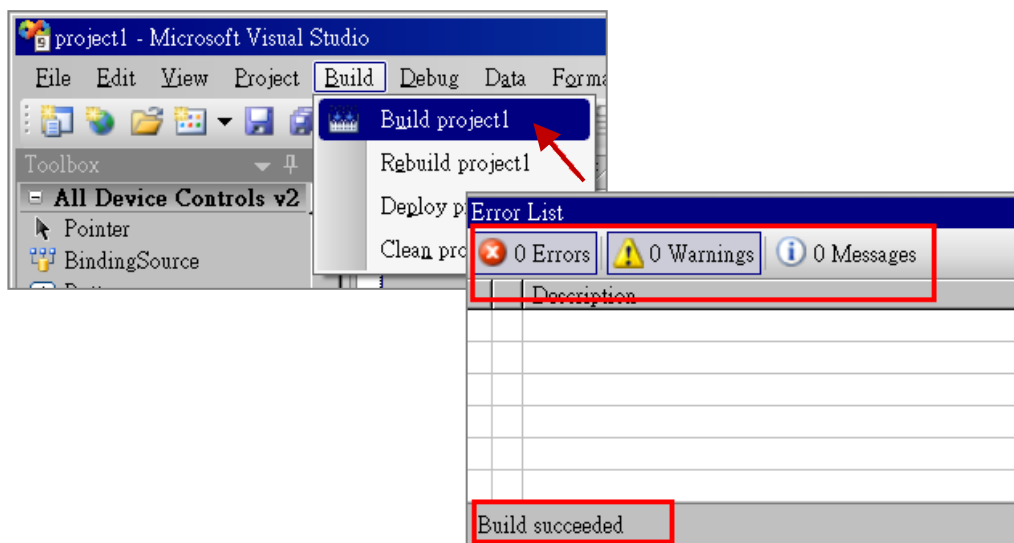 project1 - Microsoft Visual Studio
File Edit View Project Build Debug Data Forma
Build project1
Toolbox
Rebuild project1
All Device Controls v2
Deploy p
Pointer
Clean pro
BindingSource
Error List
0 Errors 0 Warnings 0 Messages
Description
Build succeeded